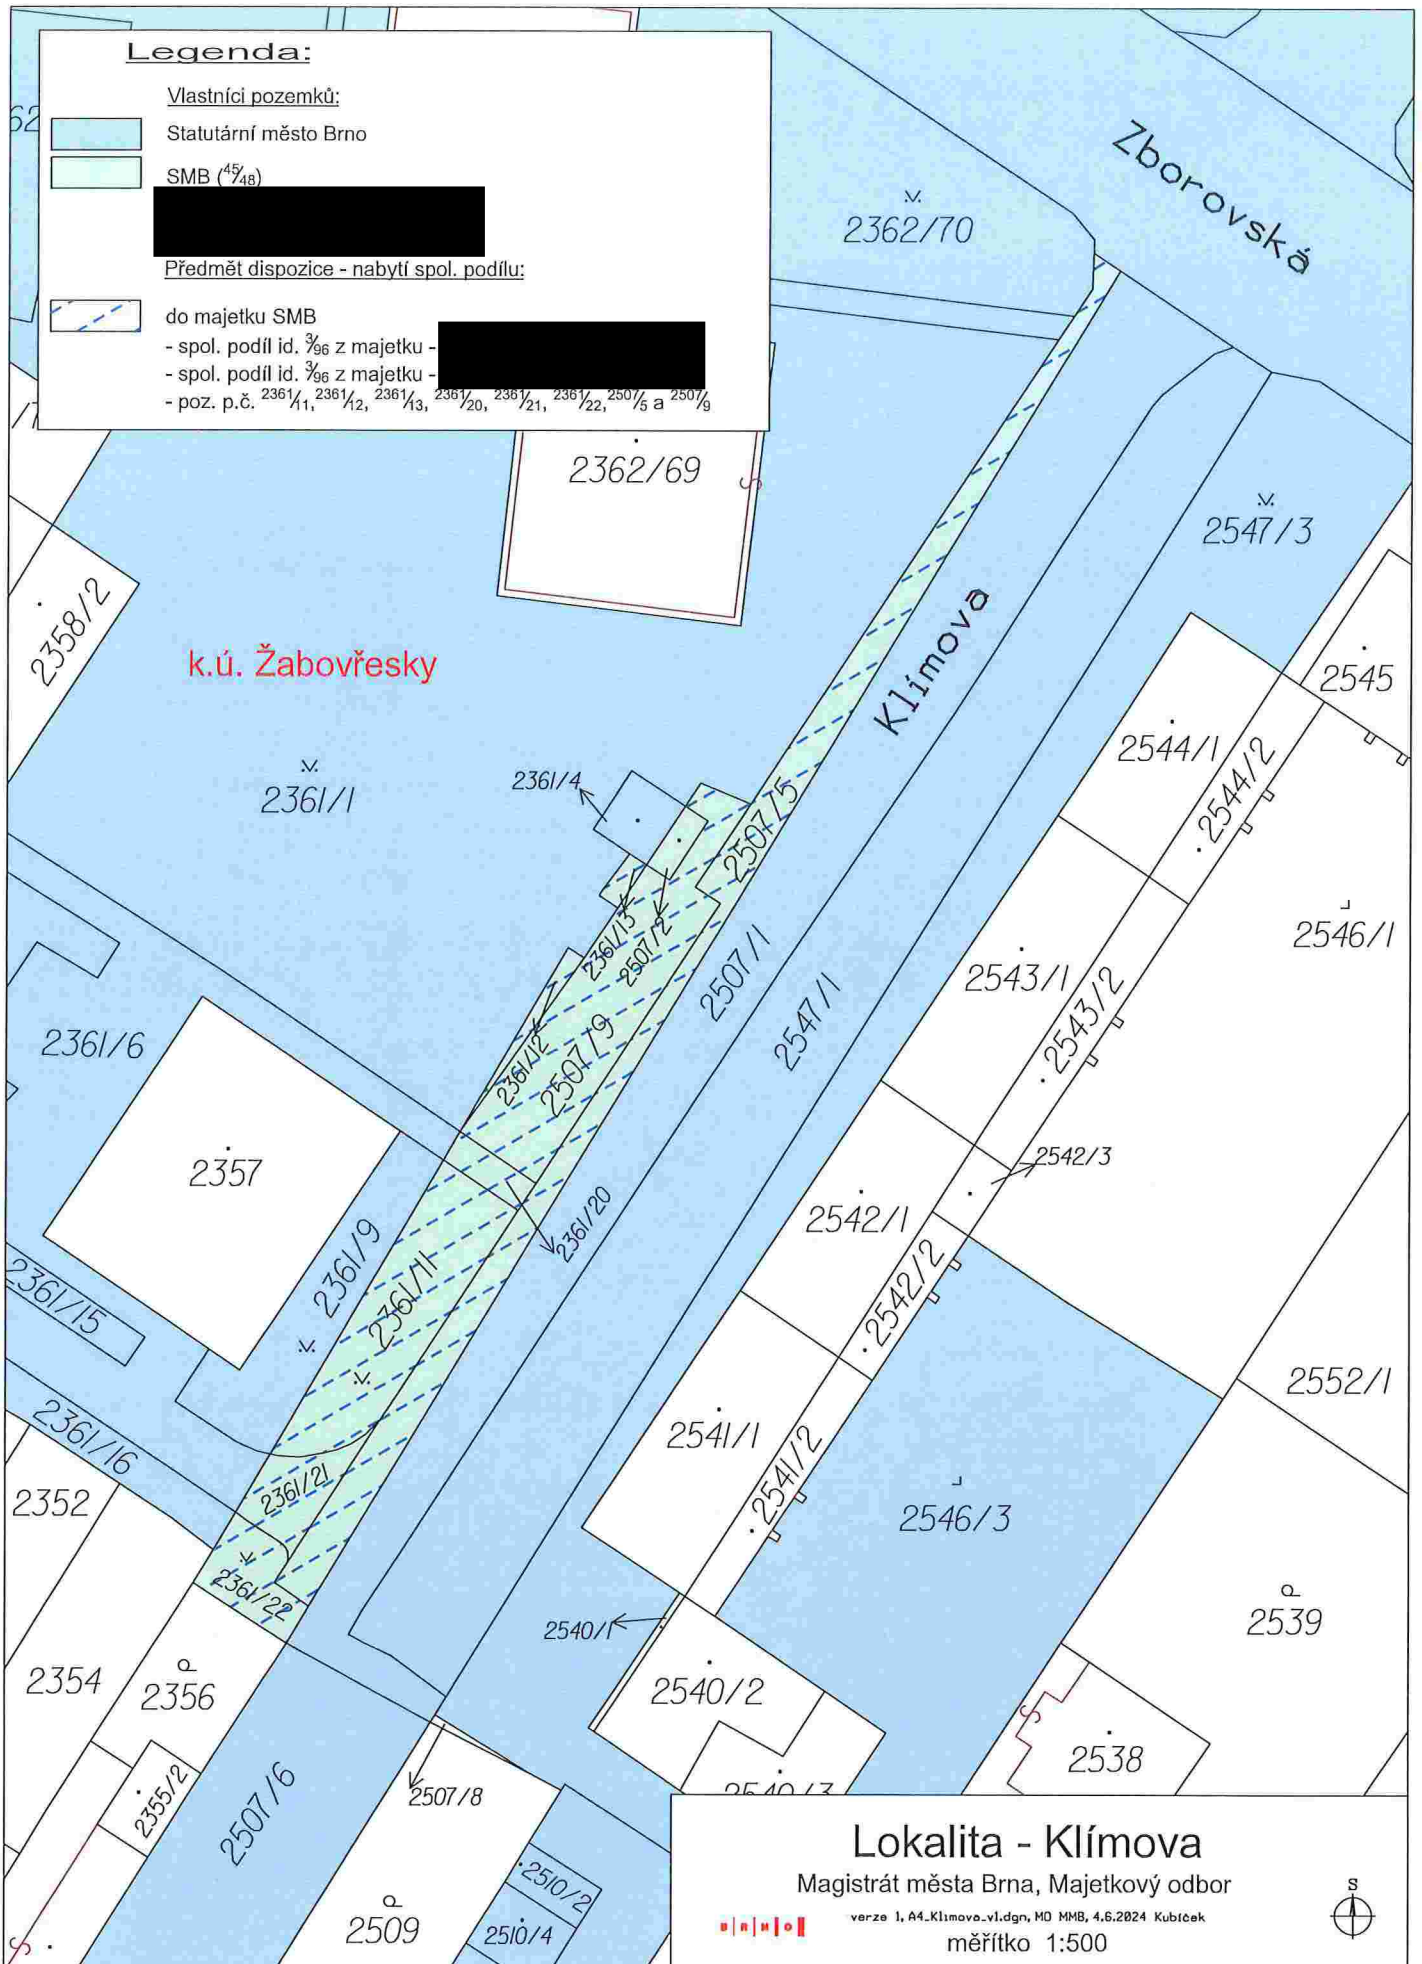 Legenda:
Vlastníci pozemků:
Statutární město Brno
SMB (45/48)
Předmět dispozice - nabytí spol. podílu:
do majetku SMB
- spol. podíl id. 3/96 z majetku -
- spol. podíl id. 3/96 z majetku -
- poz. p.č. 2361/11, 2361/12, 2361/13, 2361/20, 2361/21, 2361/22, 2507/5 a 2507/9
Zborovská
2362/70
2362/69
2547/3
2358/2
k.ú. Žabovřesky
Klímova
2545
2544/1
2544/2
2361/1
2361/4
2507/5
2546/1
2361/13
2507/2
2507/1
2543/1
2543/2
2547/1
2361/6
2361/12
2507/9
2357
2542/3
2542/1
2361/20
2361/9
2361/11
2542/2
2361/15
2552/1
2361/16
2541/1
2541/2
2361/21
2352
2546/3
2361/22
2540/1
2539
2354
2356
2540/2
2538
2355/2
2507/6
2507/8
2540/3
2510/2
2509
2510/4
Lokalita - Klímova
Magistrát města Brna, Majetkový odbor
verze 1, A4_Klimova_v1.dgn, MO MMB, 4.6.2024 Kubíček
měřítko 1:500
BRNO
S